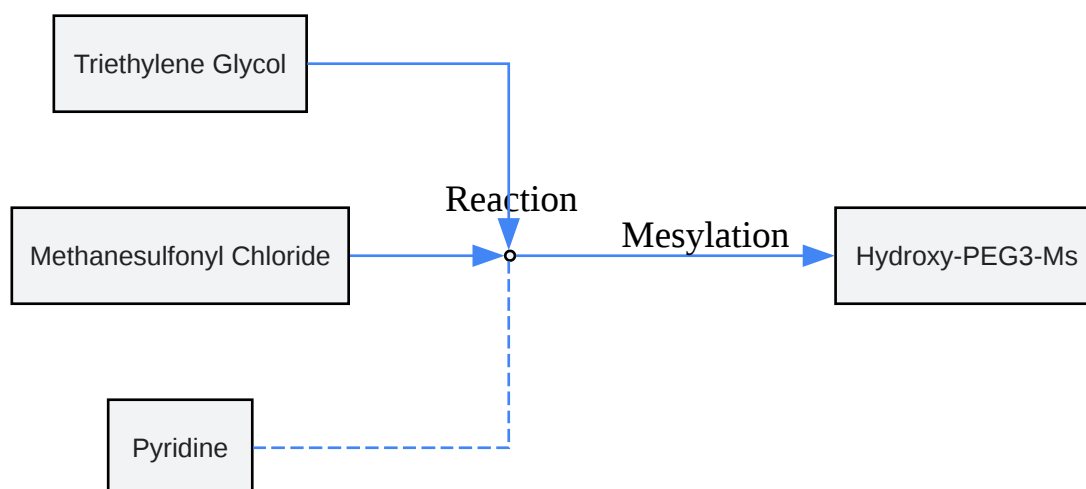 Triethylene Glycol
Reaction
Mesylation
Methanesulfonyl Chloride
Hydroxy-PEG3-Ms
Pyridine